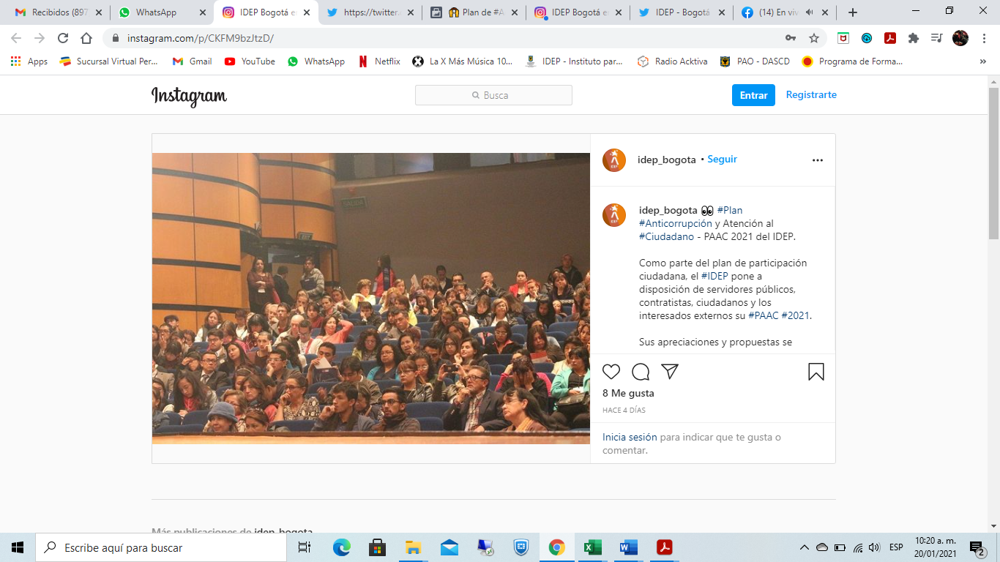 Recibidos (897
WhatsApp
IDEP Bogotá e
https://twitter.
Plan de #A
IDEP Bogotá e
IDEP - Bogotá
(14) En viv
instagram.com/p/CKFM9bzJtzD/
Apps
Sucursal Virtual Per...
Gmail
YouTube
WhatsApp
Netflix
La X Más Música 10...
IDEP - Instituto par...
Radio Acktiva
PAO - DASCD
Programa de Forma...
Instagram
Busca
Entrar
Registrarte
SALIDA
idep_bogota • Seguir
idep_bogota 👀 #Plan
#Anticorrupción y Atención al
#Ciudadano - PAAC 2021 del IDEP.
Como parte del plan de participación
ciudadana, el #IDEP pone a
disposición de servidores públicos,
contratistas, ciudadanos y los
interesados externos su #PAAC #2021.
Sus apreciaciones y propuestas se
8 Me gusta
HACE 4 DÍAS
Inicia sesión para indicar que te gusta o
comentar.
Más publicaciones de idep_bogota
Escribe aquí para buscar
ESP
10:20 a. m.
20/01/2021
2